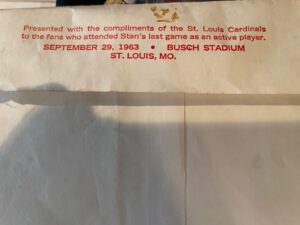 Presented with the compliments of the St. Louis Cardinals
to the fans who attended Stan's last game as an active player.
SEPTEMBER 29, 1963 • BUSCH STADIUM
ST. LOUIS, MO.